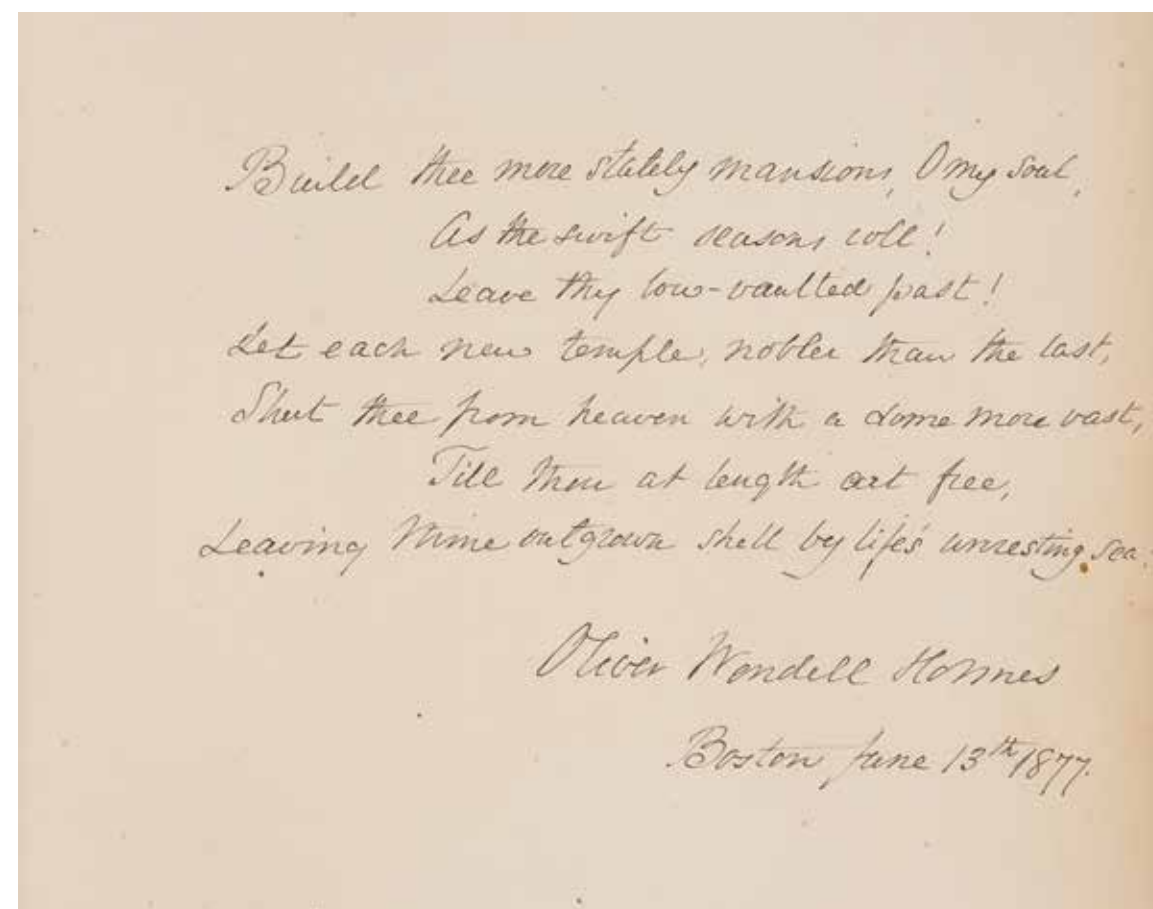 Build thee more stately mansions, O my soul,
As the swift seasons roll!
Leave thy low-vaulted past!
Let each new temple, nobler than the last,
Shut thee from heaven with a dome more vast,
Till thou at length art free,
Leaving thine outgrown shell by life's unresting sea.
Oliver Wendell Holmes
Boston June 13th 1877.